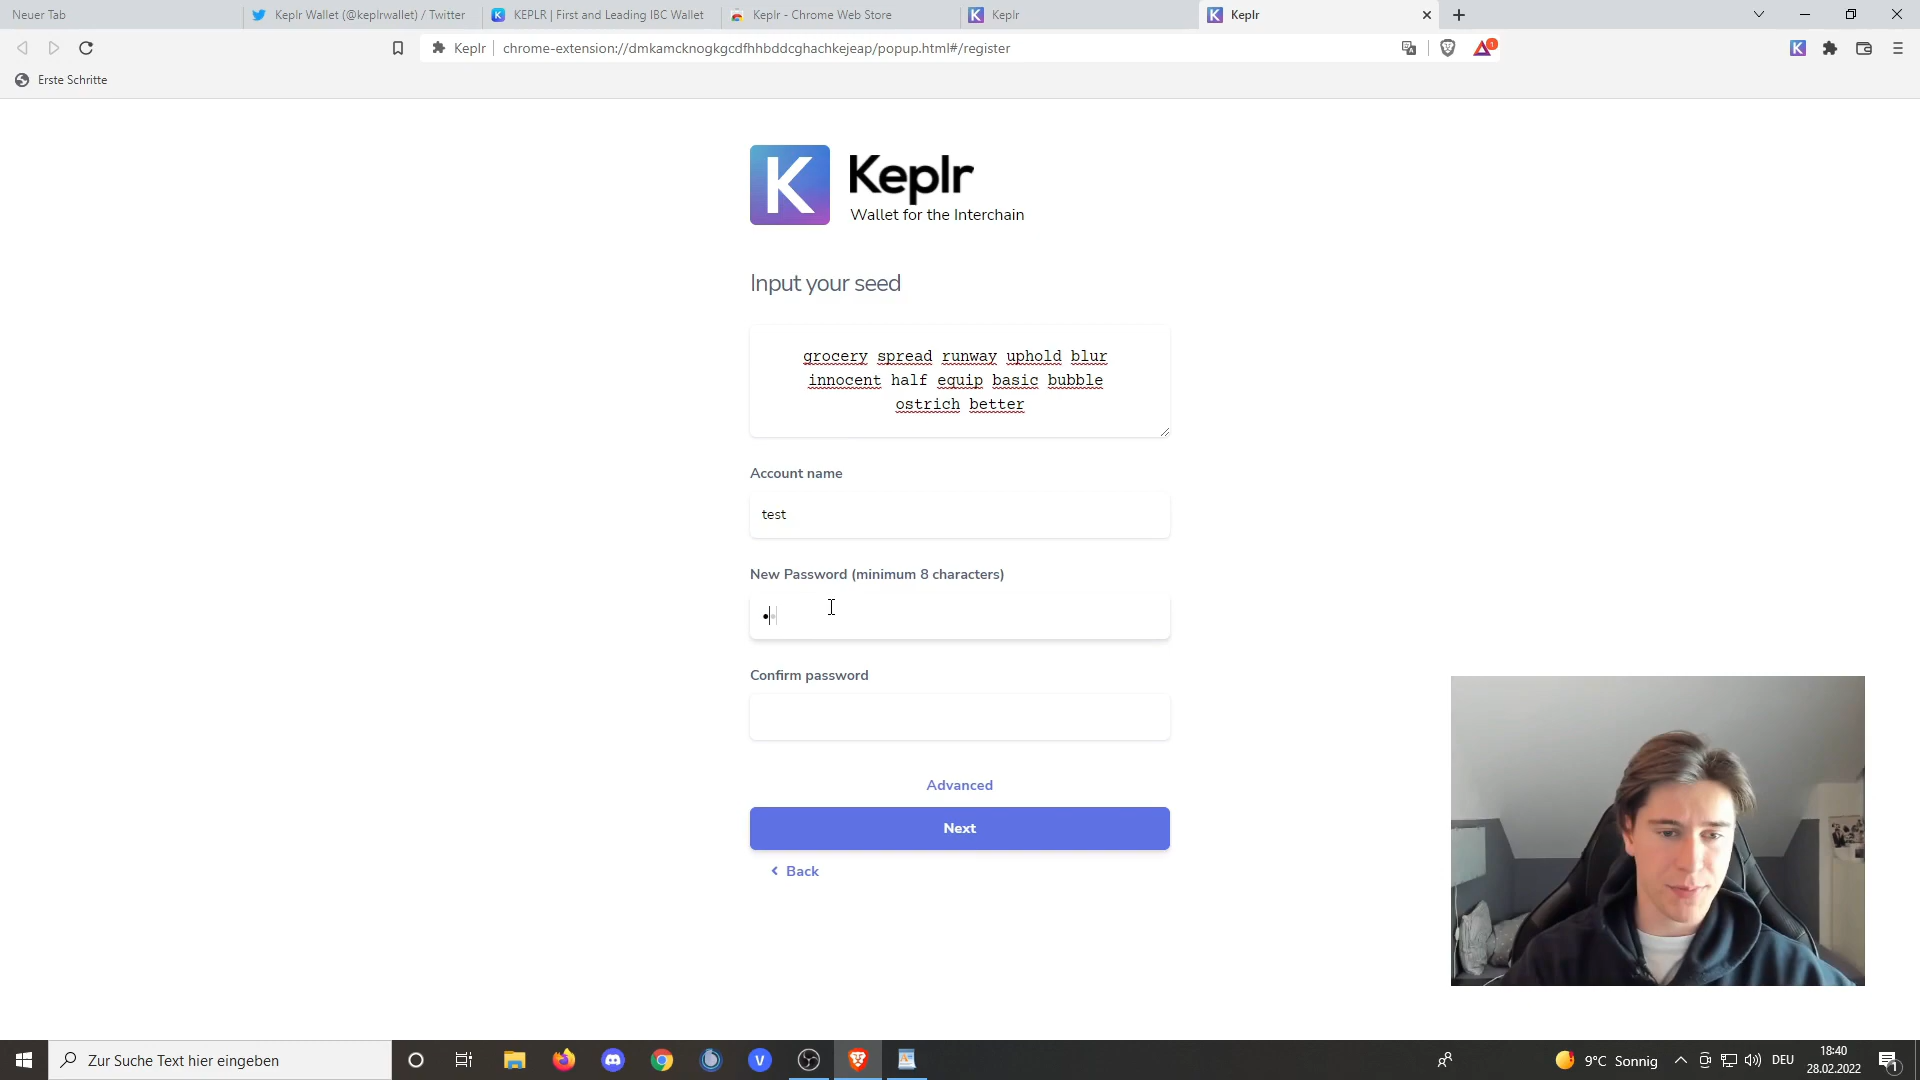 Neuer Tab
Keplr Wallet (@keplrwallet) / Twitter
KEPLR | First and Leading IBC Wallet
Keplr - Chrome Web Store
Keplr
Keplr
Keplr
chrome-extension://dmkamcknogkgcdfhhbddcghachkejeap/popup.html#/register
1
Erste Schritte
Keplr
Wallet for the Interchain
Input your seed
grocery spread runway uphold blur
innocent half equip basic bubble
ostrich better
Account name
test
New Password (minimum 8 characters)
Confirm password
Advanced
Next
Back
Zur Suche Text hier eingeben
9°C Sonnig
DEU
18:40
28.02.2022
1